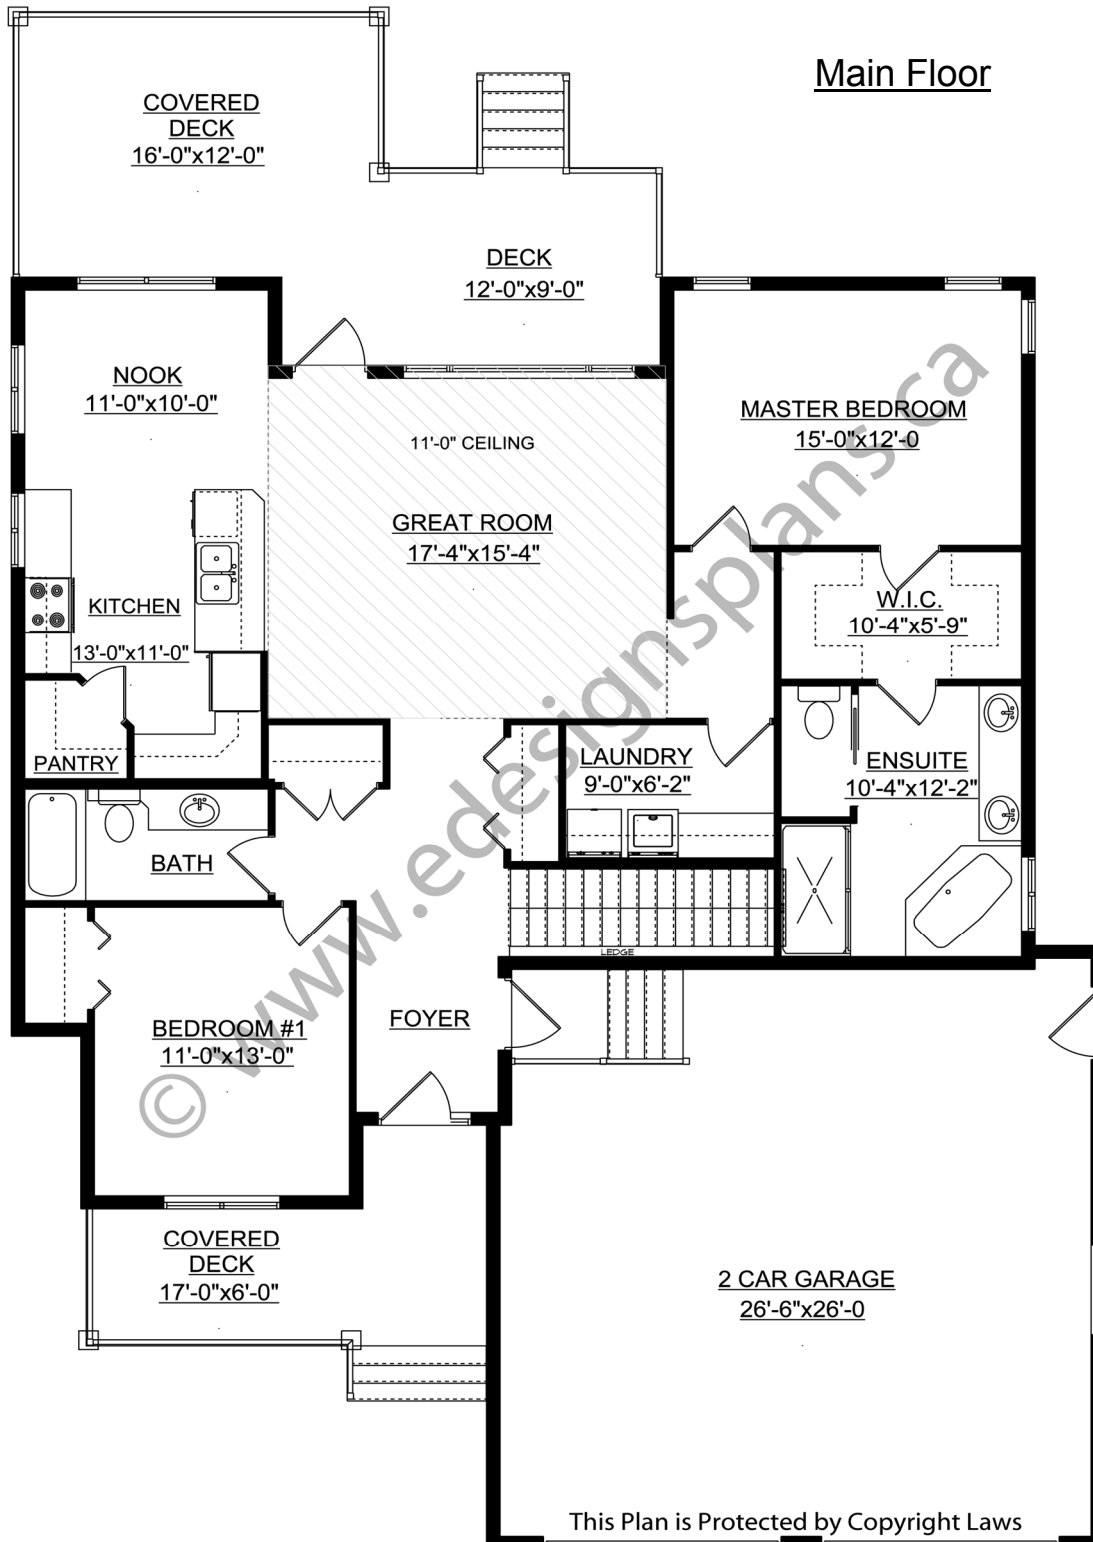 Main Floor
COVERED
DECK
16'-0"x12'-0"
DECK
12'-0"x9'-0"
NOOK
11'-0"x10'-0"
11'-0" CEILING
GREAT ROOM
17'-4"x15'-4"
MASTER BEDROOM
15'-0"x12'-0
KITCHEN
13'-0"x11'-0"
W.I.C.
10'-4"x5'-9"
PANTRY
LAUNDRY
9'-0"x6'-2"
ENSUITE
10'-4"x12'-2"
BATH
LEDGE
FOYER
BEDROOM #1
11'-0"x13'-0"
COVERED
DECK
17'-0"x6'-0"
2 CAR GARAGE
26'-6"x26'-0
© www.edesignsplans.ca
This Plan is Protected by Copyright Laws